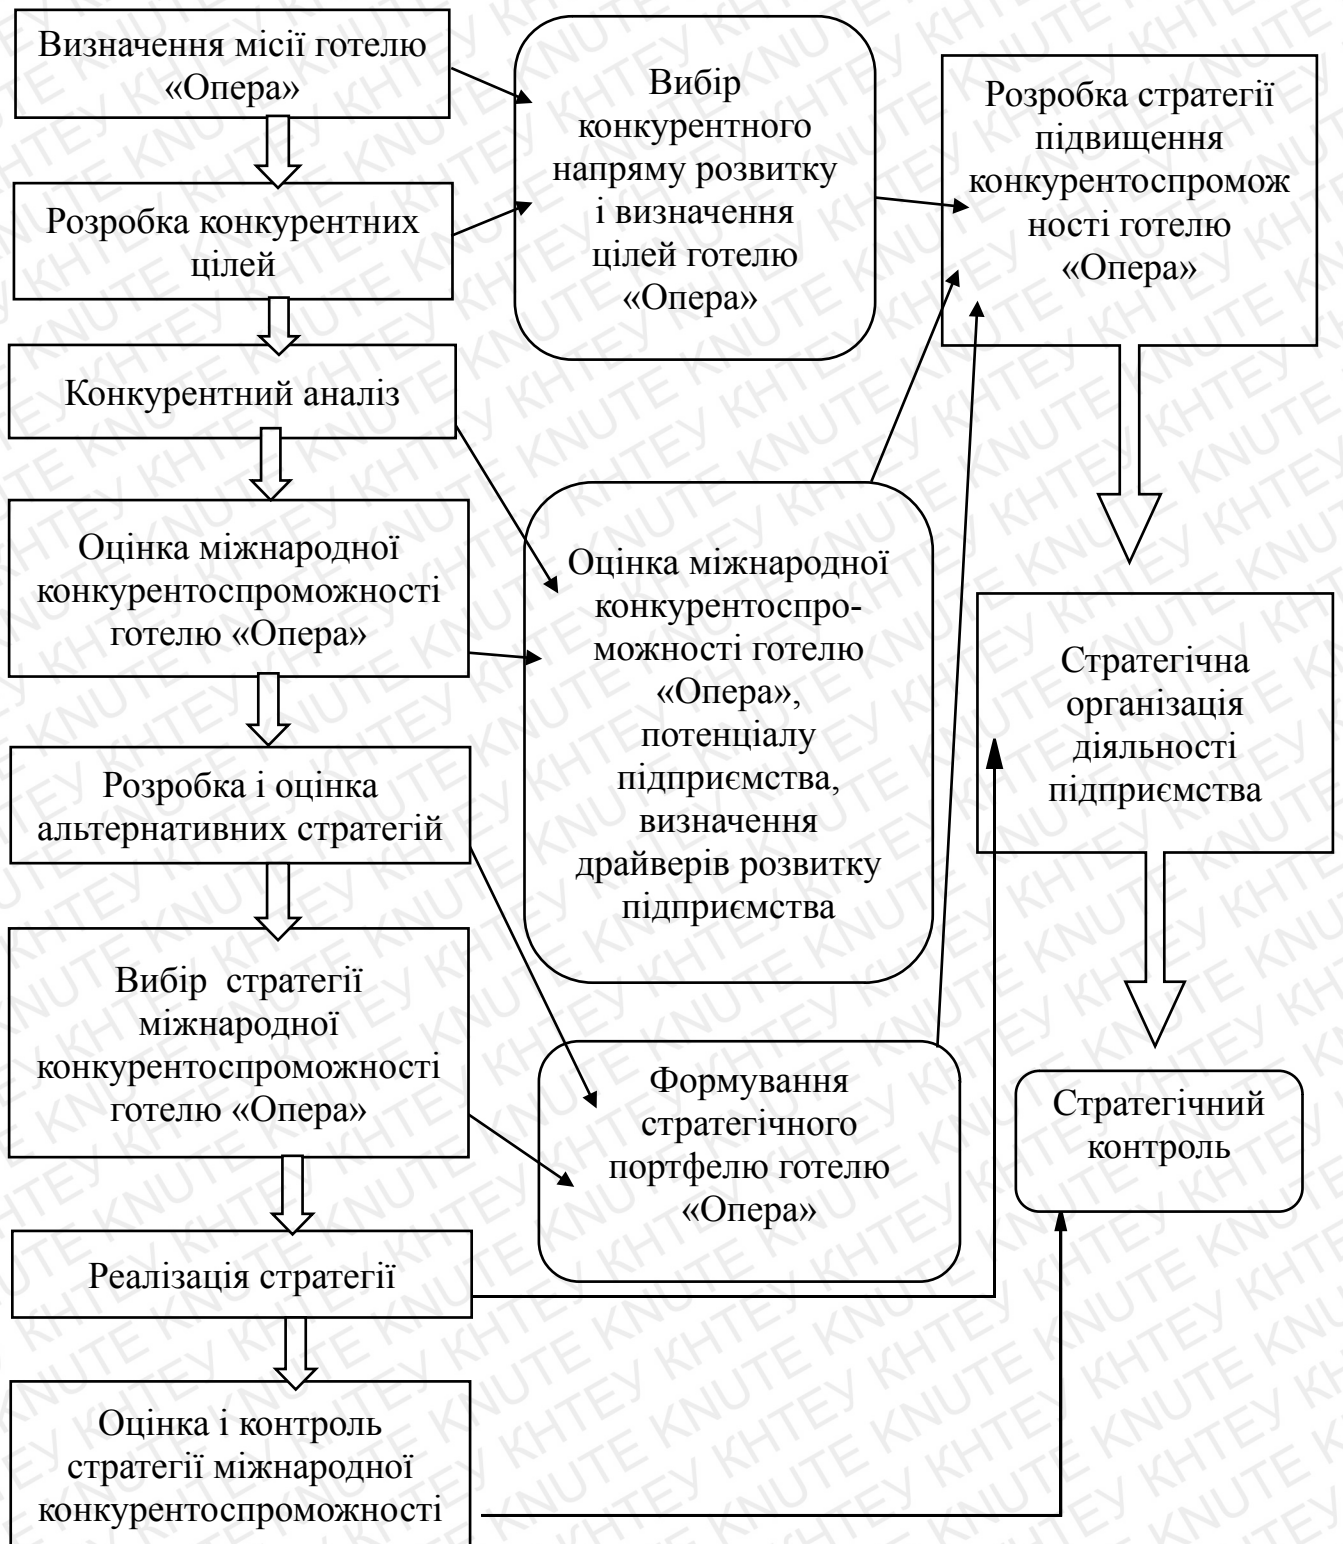 Визначення місії готелю
«Опера»
Розробка конкурентних
цілей
Конкурентний аналіз
Оцінка міжнародної
конкурентоспроможності
готелю «Опера»
Розробка і оцінка
альтернативних стратегій
Вибір стратегії
міжнародної
конкурентоспроможності
готелю «Опера»
Реалізація стратегії
Оцінка і контроль
стратегії міжнародної
конкурентоспроможності
Вибір
конкурентного
напряму розвитку
і визначення
цілей готелю
«Опера»
Оцінка міжнародної
конкурентоспро-
можності готелю
«Опера»,
потенціалу
підприємства,
визначення
драйверів розвитку
підприємства
Формування
стратегічного
портфелю готелю
«Опера»
Розробка стратегії
підвищення
конкурентоспромож
ності готелю
«Опера»
Стратегічна
організація
діяльності
підприємства
Стратегічний
контроль